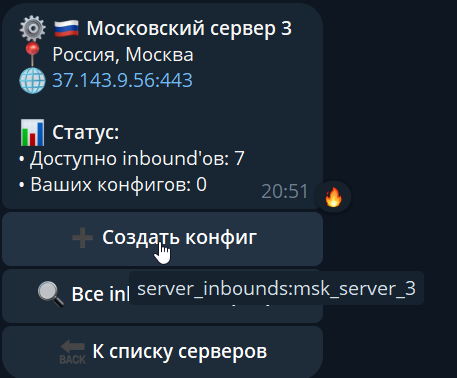 Московский сервер 3
Россия, Москва
37.143.9.56:443
Статус:
• Доступно inbound'ов: 7
• Ваших конфигов: 0
20:51
Создать конфиг
Все
server_inbounds:msk_server_3
BACK К списку серверов